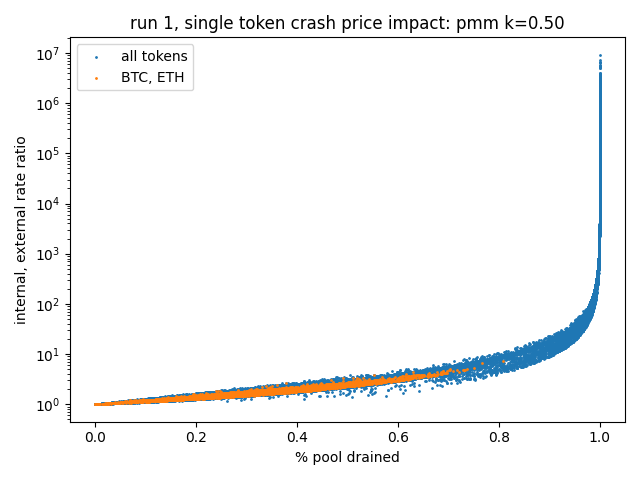 run 1, single token crash price impact: pmm k=0.50
all tokens
BTC, ETH
internal, external rate ratio
10⁷
10⁶
10⁵
10⁴
10³
10²
10¹
10⁰
0.0 0.2 0.4 0.6 0.8 1.0
% pool drained